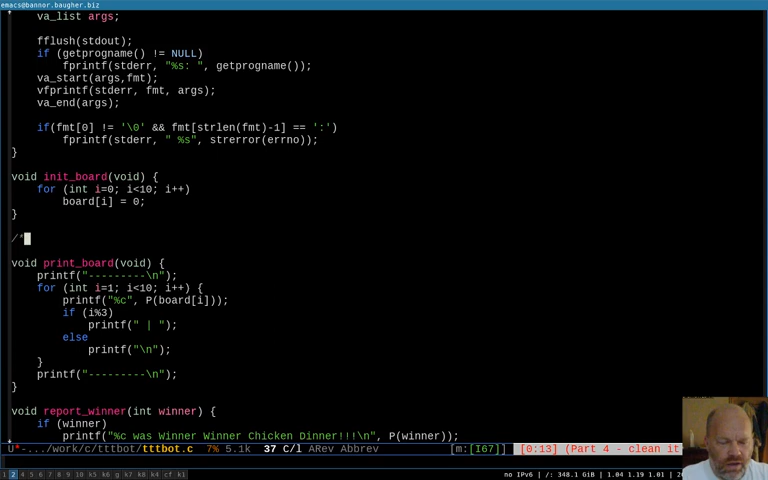 emacs@bannor.baugher.biz
va_list args;
fflush(stdout);
if (getprogname() != NULL)
fprintf(stderr, "%s: ", getprogname());
va_start(args,fmt);
vfprintf(stderr, fmt, args);
va_end(args);
if(fmt[0] != '\0' && fmt[strlen(fmt)-1] == ':')
fprintf(stderr, " %s", strerror(errno));
}
void init_board(void) {
for (int i=0; i<10; i++)
board[i] = 0;
}
/*
void print_board(void) {
printf("---------\n");
for (int i=1; i<10; i++) {
printf("%c", P(board[i]));
if (i%3)
printf(" | ");
else
printf("\n");
}
printf("---------\n");
}
void report_winner(int winner) {
if (winner)
printf("%c was Winner Winner Chicken Dinner!!!\n", P(winner));
U*-.../work/c/tttbot/tttbot.c 7% 5.1k 37 C/l ARev Abbrev [m:[I67]] [0:13] (Part 4 - clean it
1 2 4 5 6 7 8 9 10 k5 k6 g k7 k8 k4 cf k1 no IPv6 | /: 348.1 GiB | 1.04 1.19 1.01 |